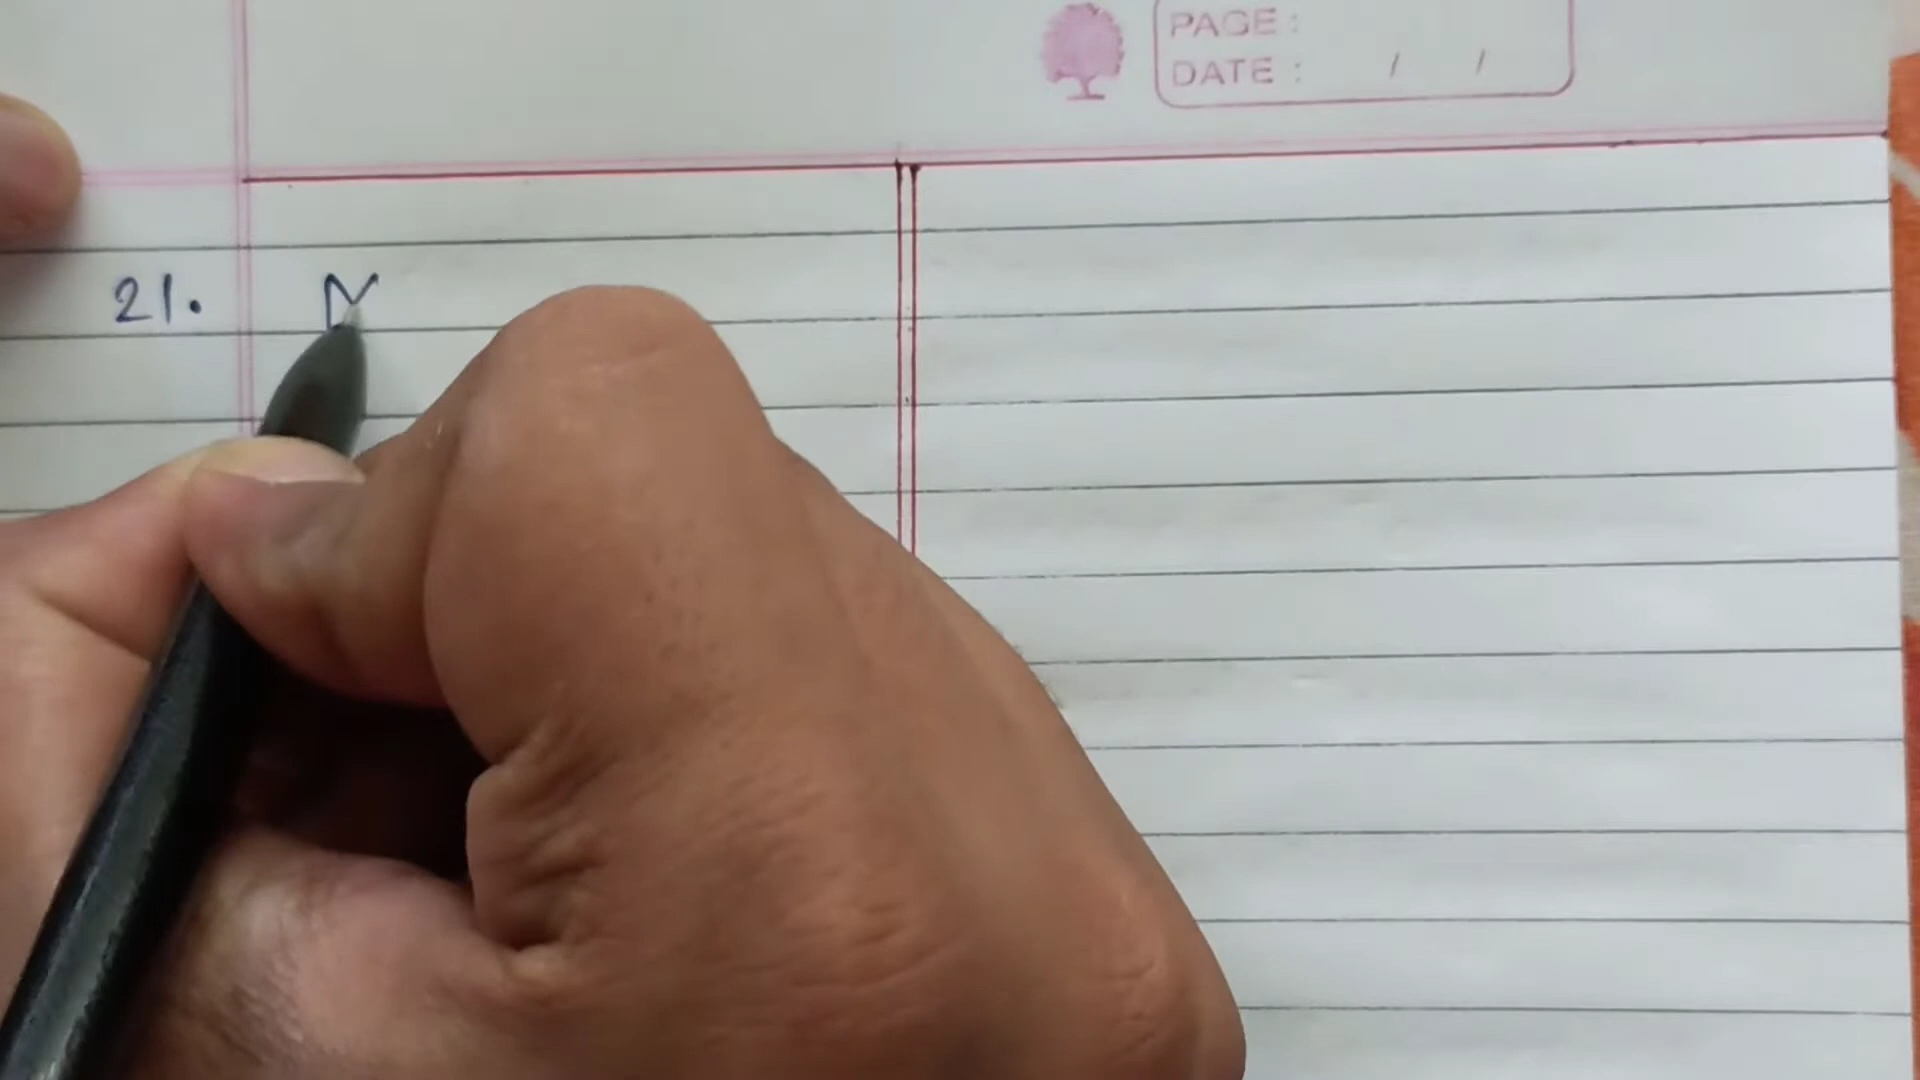 PAGE :
DATE : / /
21. N